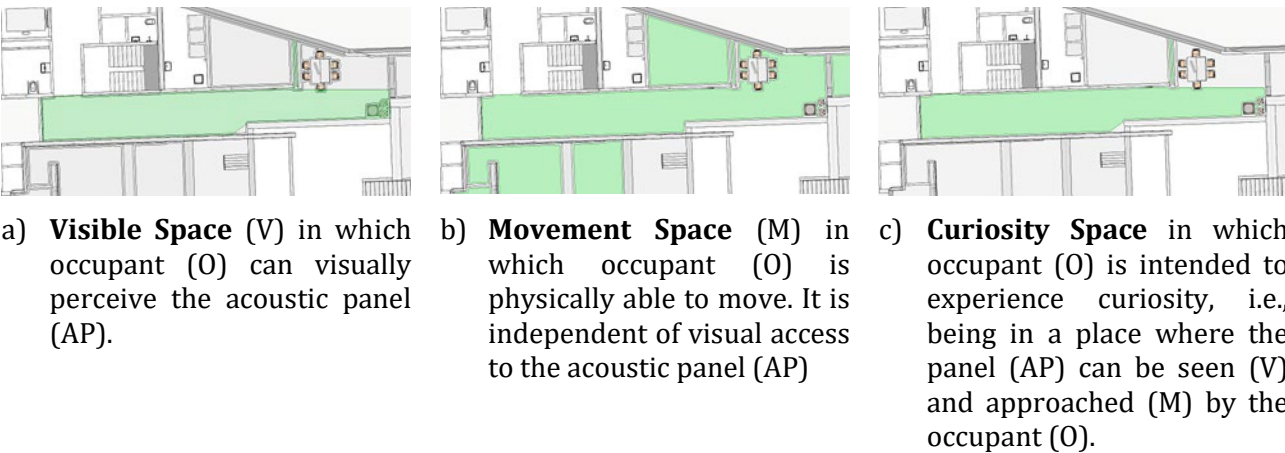 a) Visible Space (V) in which
occupant (O) can visually
perceive the acoustic panel
(AP).
b) Movement Space (M) in
which occupant (O) is
physically able to move. It is
independent of visual access
to the acoustic panel (AP)
c) Curiosity Space in which
occupant (O) is intended to
experience curiosity, i.e.,
being in a place where the
panel (AP) can be seen (V)
and approached (M) by the
occupant (O).